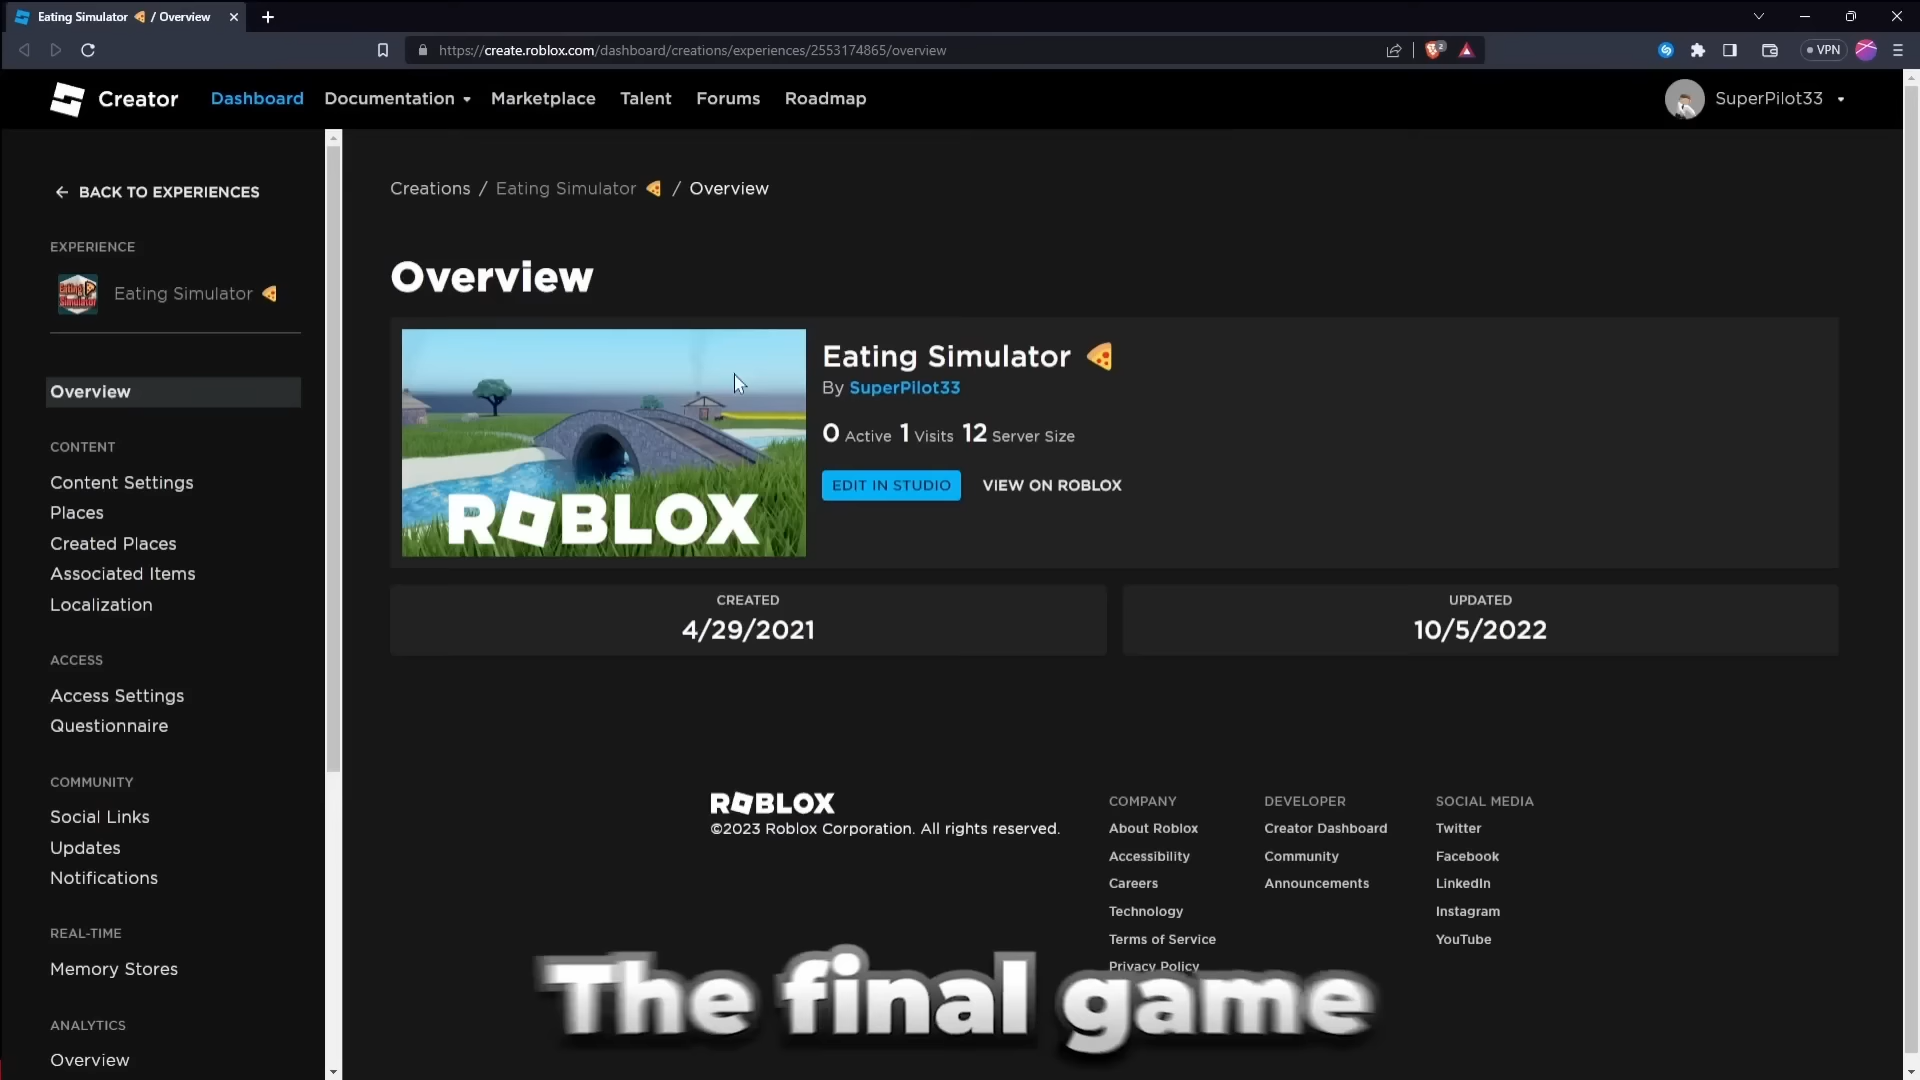 Eating Simulator 🍕 / Overview
https://create.roblox.com/dashboard/creations/experiences/2553174865/overview
2
VPN
Creator
Dashboard
Documentation
Marketplace
Talent
Forums
Roadmap
SuperPilot33
BACK TO EXPERIENCES
EXPERIENCE
Eating Simulator
Eating Simulator 🍕
Overview
CONTENT
Content Settings
Places
Created Places
Associated Items
Localization
ACCESS
Access Settings
Questionnaire
COMMUNITY
Social Links
Updates
Notifications
REAL-TIME
Memory Stores
ANALYTICS
Overview
Creations / Eating Simulator 🍕 / Overview
Overview
ROBLOX
Eating Simulator 🍕
By SuperPilot33
0 Active 1 Visits 12 Server Size
EDIT IN STUDIO
VIEW ON ROBLOX
CREATED
4/29/2021
UPDATED
10/5/2022
ROBLOX
©2023 Roblox Corporation. All rights reserved.
COMPANY
About Roblox
Accessibility
Careers
Technology
Terms of Service
Privacy Policy
DEVELOPER
Creator Dashboard
Community
Announcements
SOCIAL MEDIA
Twitter
Facebook
LinkedIn
Instagram
YouTube
The final game